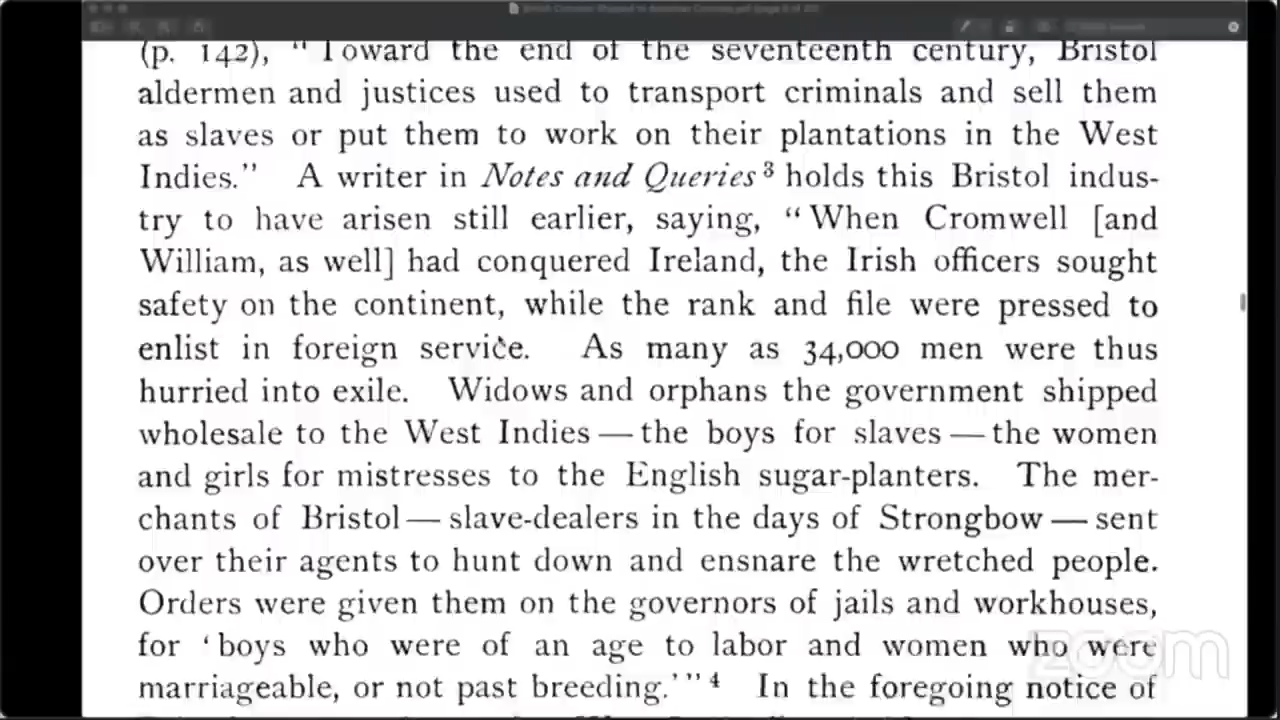 (p. 142), “Toward the end of the seventeenth century, Bristol
aldermen and justices used to transport criminals and sell them
as slaves or put them to work on their plantations in the West
Indies.” A writer in Notes and Queries³ holds this Bristol indus-
try to have arisen still earlier, saying, “When Cromwell [and
William, as well] had conquered Ireland, the Irish officers sought
safety on the continent, while the rank and file were pressed to
enlist in foreign service. As many as 34,000 men were thus
hurried into exile. Widows and orphans the government shipped
wholesale to the West Indies — the boys for slaves — the women
and girls for mistresses to the English sugar-planters. The mer-
chants of Bristol — slave-dealers in the days of Strongbow — sent
over their agents to hunt down and ensnare the wretched people.
Orders were given them on the governors of jails and workhouses,
for ‘boys who were of an age to labor and women who were
marriageable, or not past breeding.’”⁴ In the foregoing notice of
zoom